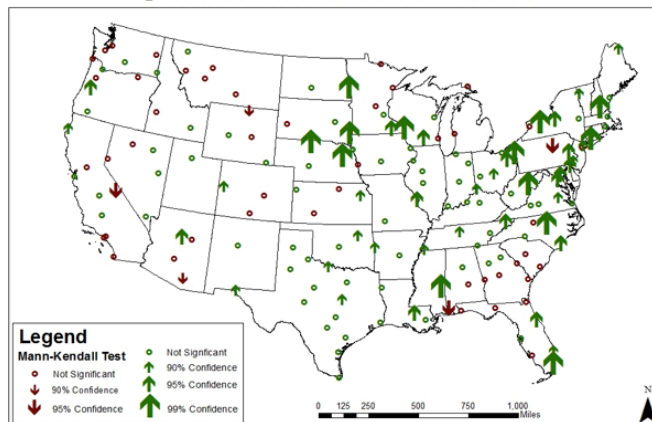 Legend
Mann-Kendall Test
Not Significant
90% Confidence
95% Confidence
Not Signficant
90% Confidence
95% Confidence
99% Confidence
0 125 250 500 750 1,000
Miles
N